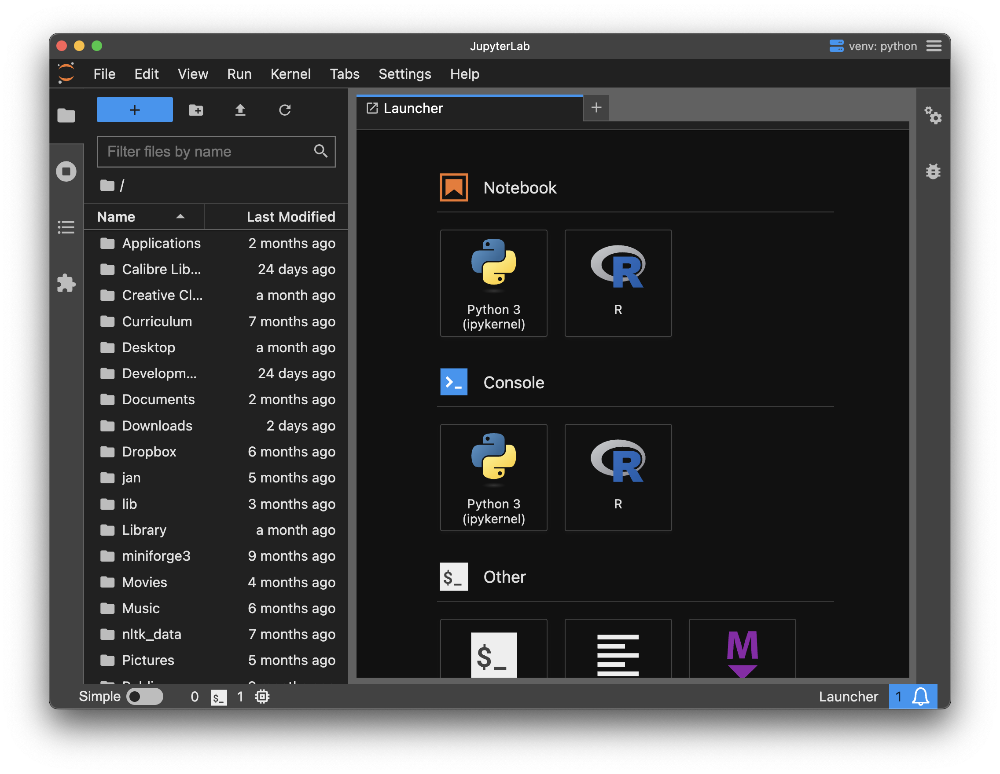 JupyterLab
venv: python
File Edit View Run Kernel Tabs Settings Help
+
Filter files by name
/
Name Last Modified
Applications 2 months ago
Calibre Lib... 24 days ago
Creative Cl... a month ago
Curriculum 7 months ago
Desktop a month ago
Developm... 24 days ago
Documents 2 months ago
Downloads 2 days ago
Dropbox 6 months ago
jan 5 months ago
lib 3 months ago
Library a month ago
miniforge3 9 months ago
Movies 4 months ago
Music 6 months ago
nltk_data 7 months ago
Pictures 5 months ago
Launcher +
Notebook
Python 3
(ipykernel)
R
Console
Python 3
(ipykernel)
R
$_ Other
$_
M
Simple 0 $_ 1 Launcher 1